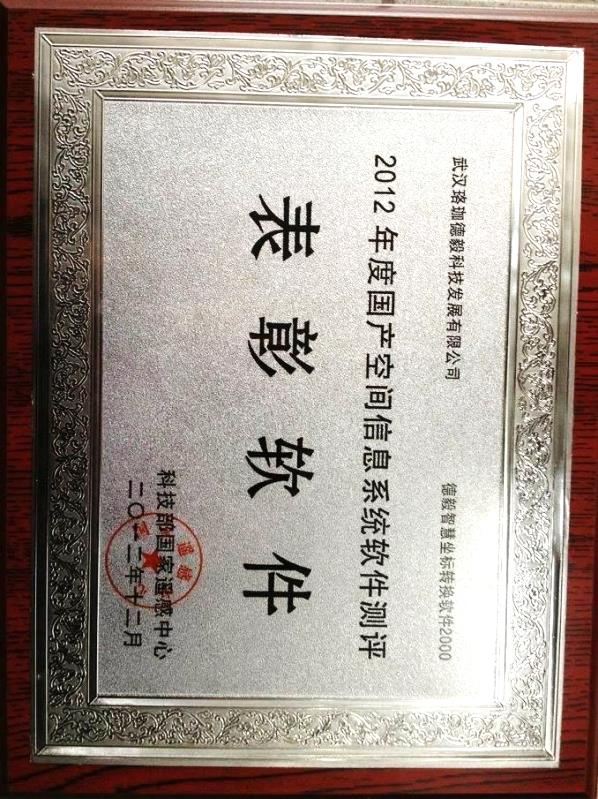 武汉珞珈德毅科技发展有限公司 德毅智慧坐标转换软件2000
2012年度国产空间信息系统软件测评
表彰软件
科技部国家遥感中心
二〇一二年十二月